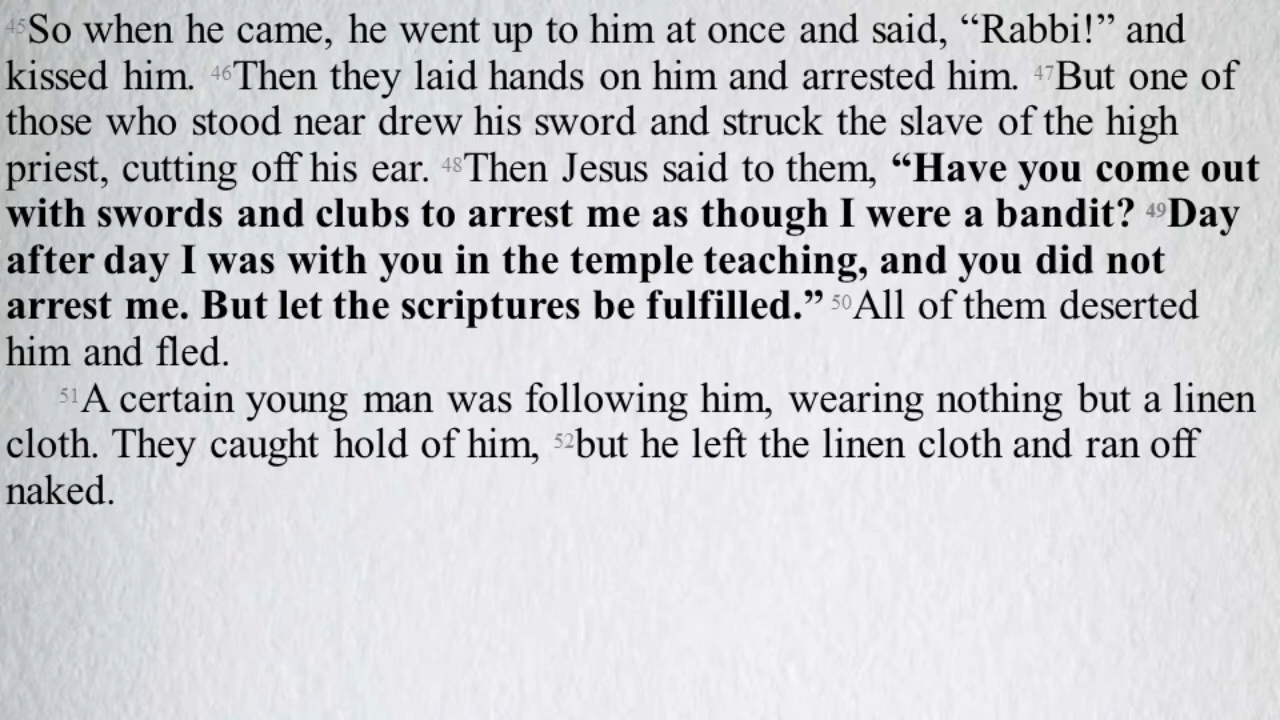 45So when he came, he went up to him at once and said, “Rabbi!” and
kissed him. 46Then they laid hands on him and arrested him. 47But one of
those who stood near drew his sword and struck the slave of the high
priest, cutting off his ear. 48Then Jesus said to them, “Have you come out
with swords and clubs to arrest me as though I were a bandit? 49Day
after day I was with you in the temple teaching, and you did not
arrest me. But let the scriptures be fulfilled.” 50All of them deserted
him and fled.
51A certain young man was following him, wearing nothing but a linen
cloth. They caught hold of him, 52but he left the linen cloth and ran off
naked.